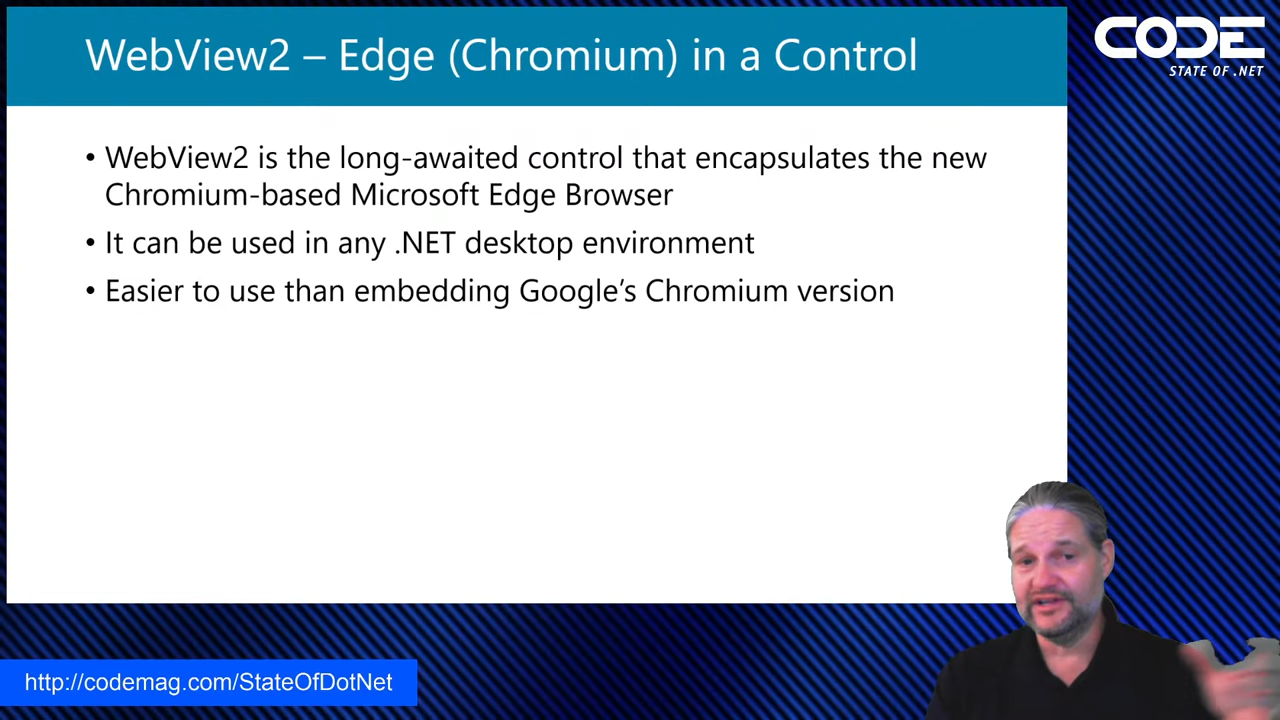 WebView2 – Edge (Chromium) in a Control
CODE
STATE OF .NET
• WebView2 is the long-awaited control that encapsulates the new
Chromium-based Microsoft Edge Browser
• It can be used in any .NET desktop environment
• Easier to use than embedding Google’s Chromium version
http://codemag.com/StateOfDotNet